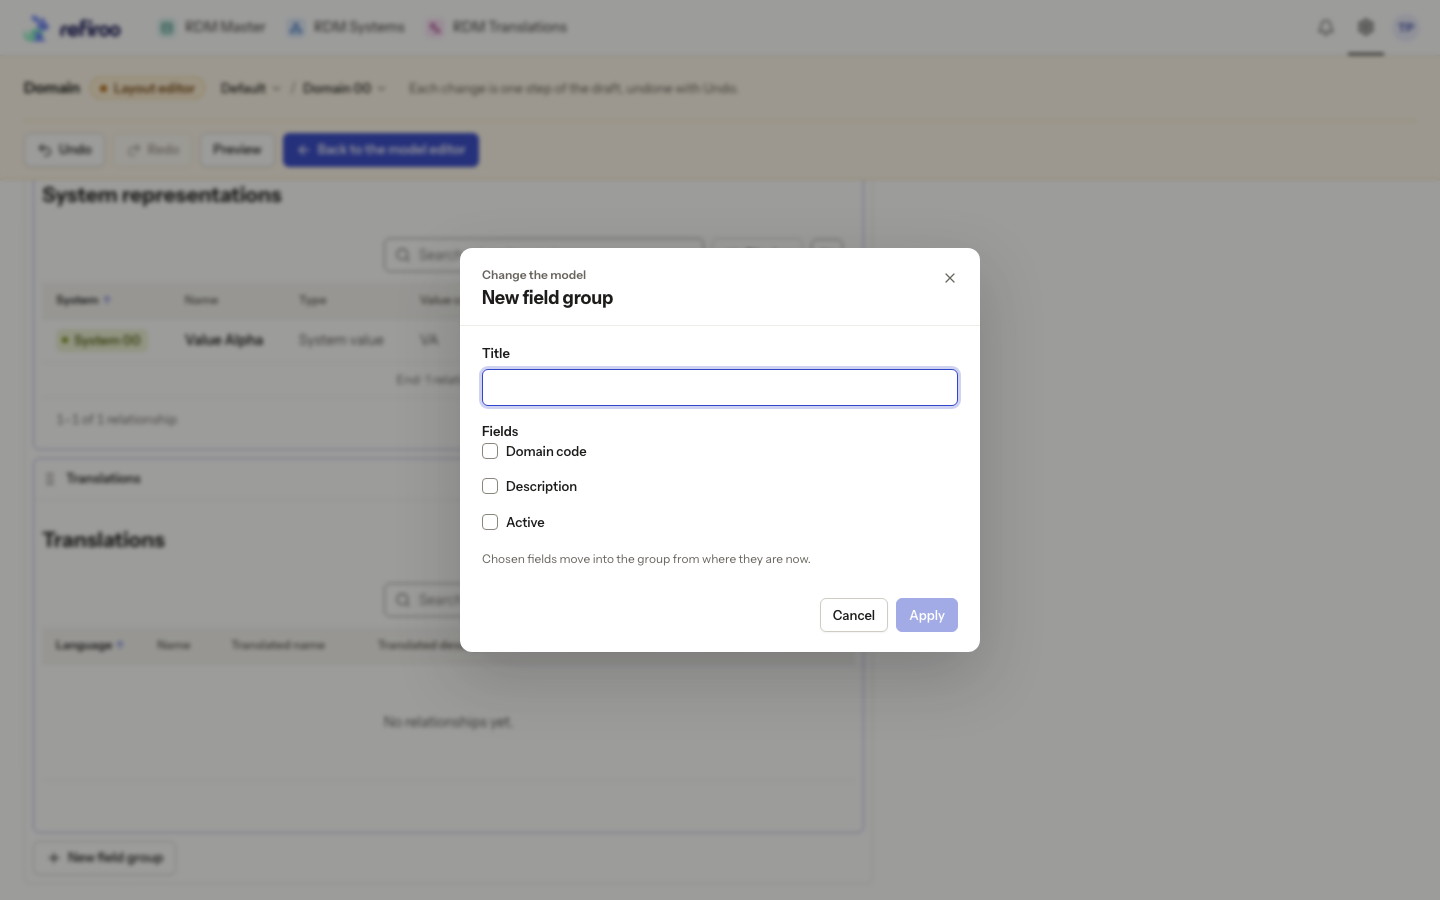 refiroo
RDM Master
RDM Systems
RDM Translations
TP
Domain
Layout editor
Default
/
Domain 00
Each change is one step of the draft, undone with Undo.
Undo
Redo
Preview
Back to the model editor
System representations
Search
System
Name
Type
System 00
Value Alpha
System value
VA
1–1 of 1 relationship
Translations
Translations
Search
Language
Name
Translated name
No relationships yet.
New field group
Change the model
New field group
Title
Fields
Domain code
Description
Active
Chosen fields move into the group from where they are now.
Cancel
Apply